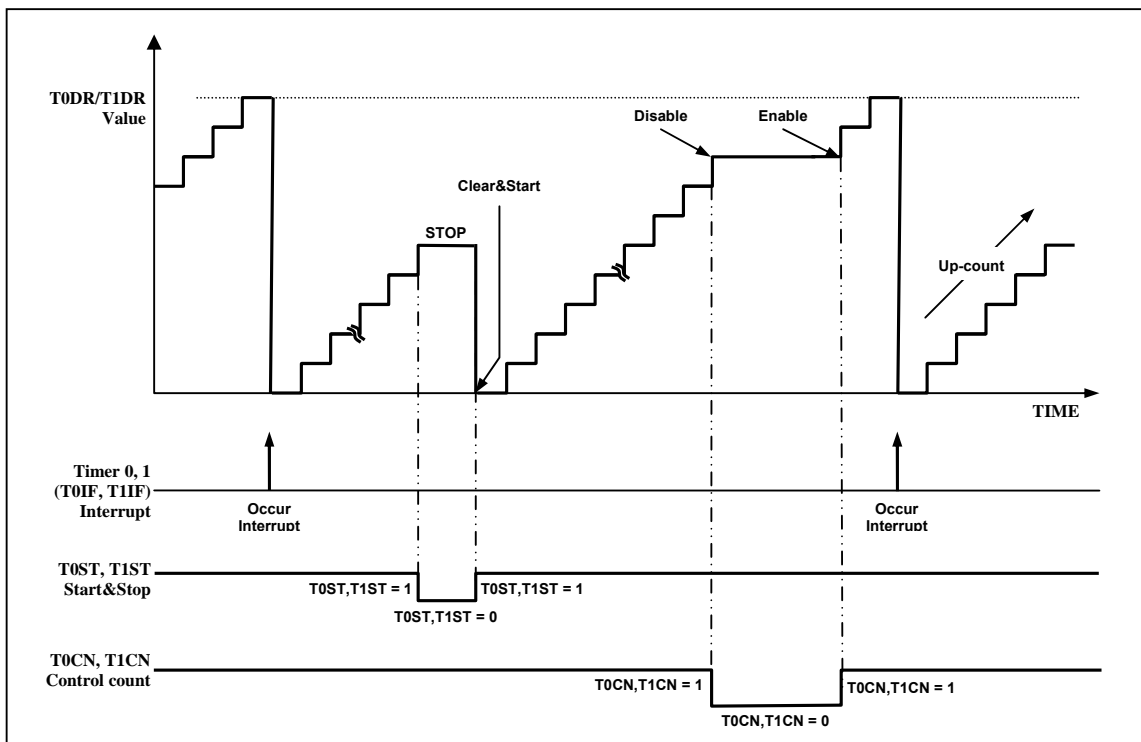 T0DR/T1DR
Value
Disable
Enable
Clear&Start
STOP
Up-count
TIME
Timer 0, 1
(T0IF, T1IF)
Interrupt
Occur
Interrupt
Occur
Interrupt
T0ST, T1ST
Start&Stop
T0ST,T1ST = 1
T0ST,T1ST = 1
T0ST,T1ST = 0
T0CN, T1CN
Control count
T0CN,T1CN = 1
T0CN,T1CN = 1
T0CN,T1CN = 0